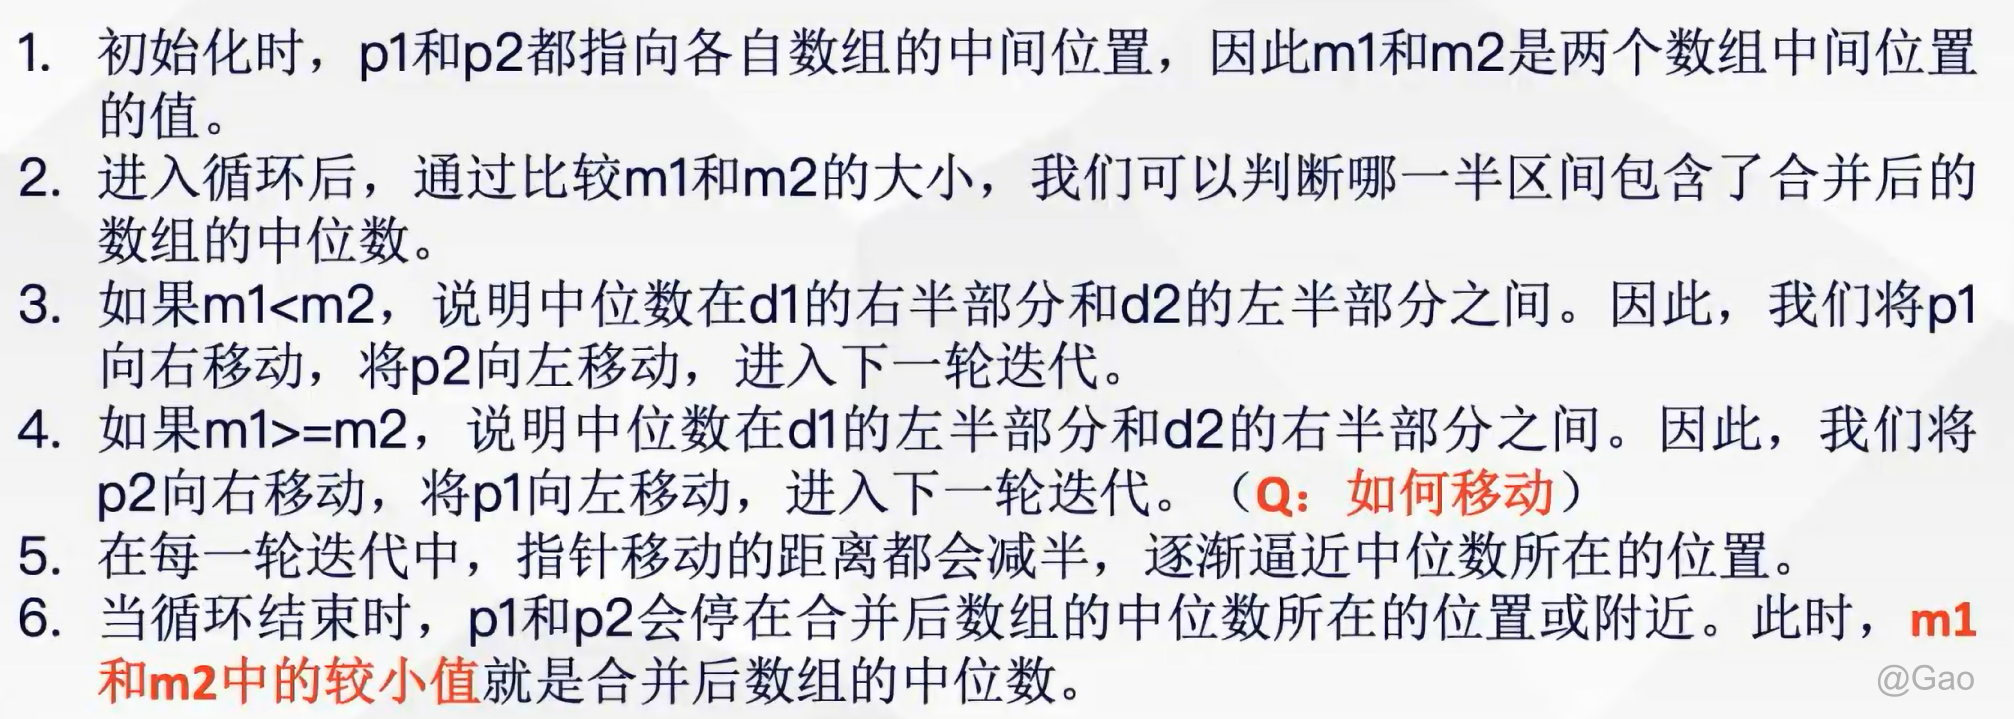 1. 初始化时，p1和p2都指向各自数组的中间位置，因此m1和m2是两个数组中间位置
的值。
2. 进入循环后，通过比较m1和m2的大小，我们可以判断哪一半区间包含了合并后的
数组的中位数。
3. 如果m1<m2，说明中位数在d1的右半部分和d2的左半部分之间。因此，我们将p1
向右移动，将p2向左移动，进入下一轮迭代。
4. 如果m1>=m2，说明中位数在d1的左半部分和d2的右半部分之间。因此，我们将
p2向右移动，将p1向左移动，进入下一轮迭代。（Q：如何移动）
5. 在每一轮迭代中，指针移动的距离都会减半，逐渐逼近中位数所在的位置。
6. 当循环结束时，p1和p2会停在合并后数组的中位数所在的位置或附近。此时，m1
和m2中的较小值就是合并后数组的中位数。
@Gao